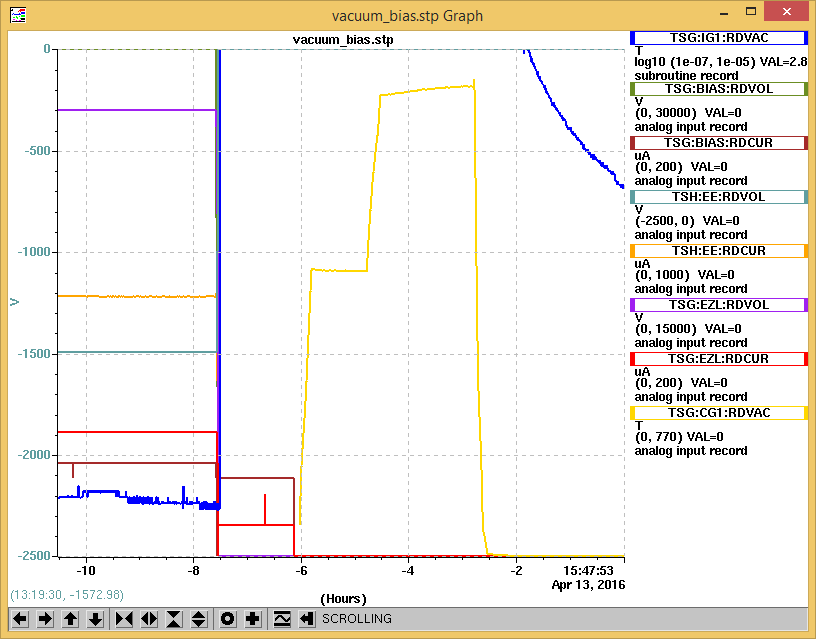 vacuum_bias.stp Graph
vacuum_bias.stp
0
-500
-1000
-1500
-2000
-2500
V
-10
-8
-6
-4
-2
15:47:53
Apr 13, 2016
(13:19:30, -1572.98)
(Hours)
TSG:IG1:RDVAC
T
log10 (1e-07, 1e-05) VAL=2.8
subroutine record
TSG:BIAS:RDVOL
V
(0, 30000) VAL=0
analog input record
TSG:BIAS:RDCUR
uA
(0, 200) VAL=0
analog input record
TSH:EE:RDVOL
V
(-2500, 0) VAL=0
analog input record
TSH:EE:RDCUR
uA
(0, 1000) VAL=0
analog input record
TSG:EZL:RDVOL
V
(0, 15000) VAL=0
analog input record
TSG:EZL:RDCUR
uA
(0, 200) VAL=0
analog input record
TSG:CG1:RDVAC
T
(0, 770) VAL=0
analog input record
SCROLLING